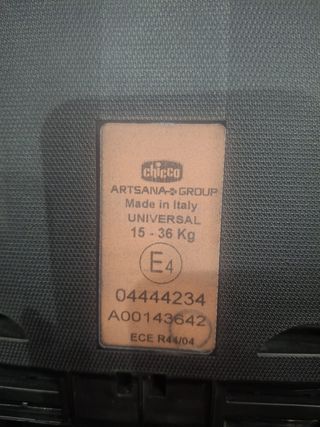 chicco
ARTSANA GROUP
Made in Italy
UNIVERSAL
15 - 36 Kg
E4
04444234
A00143642
ECE R44/04